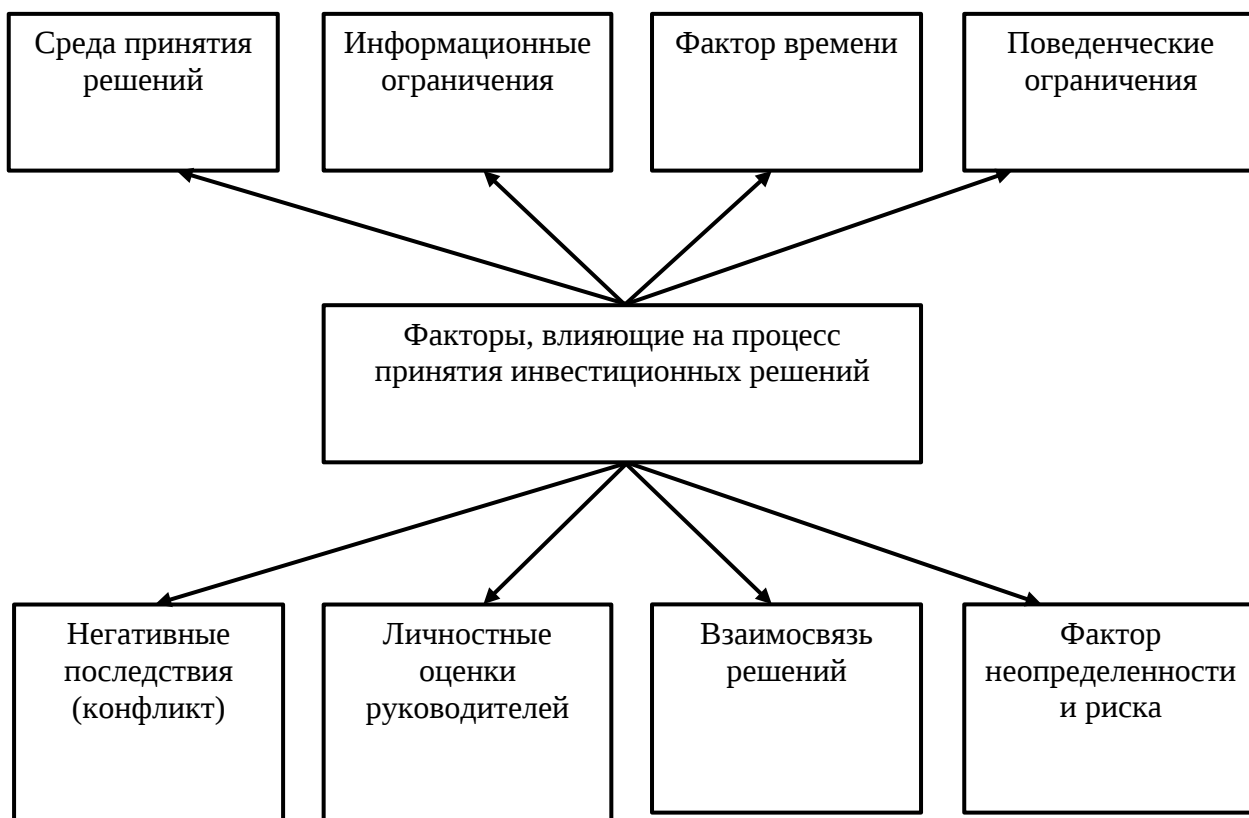 Среда принятия
решений
Информационные
ограничения
Фактор времени
Поведенческие
ограничения
Факторы, влияющие на процесс
принятия инвестиционных решений
Негативные
последствия
(конфликт)
Личностные
оценки
руководителей
Взаимосвязь
решений
Фактор
неопределенности
и риска